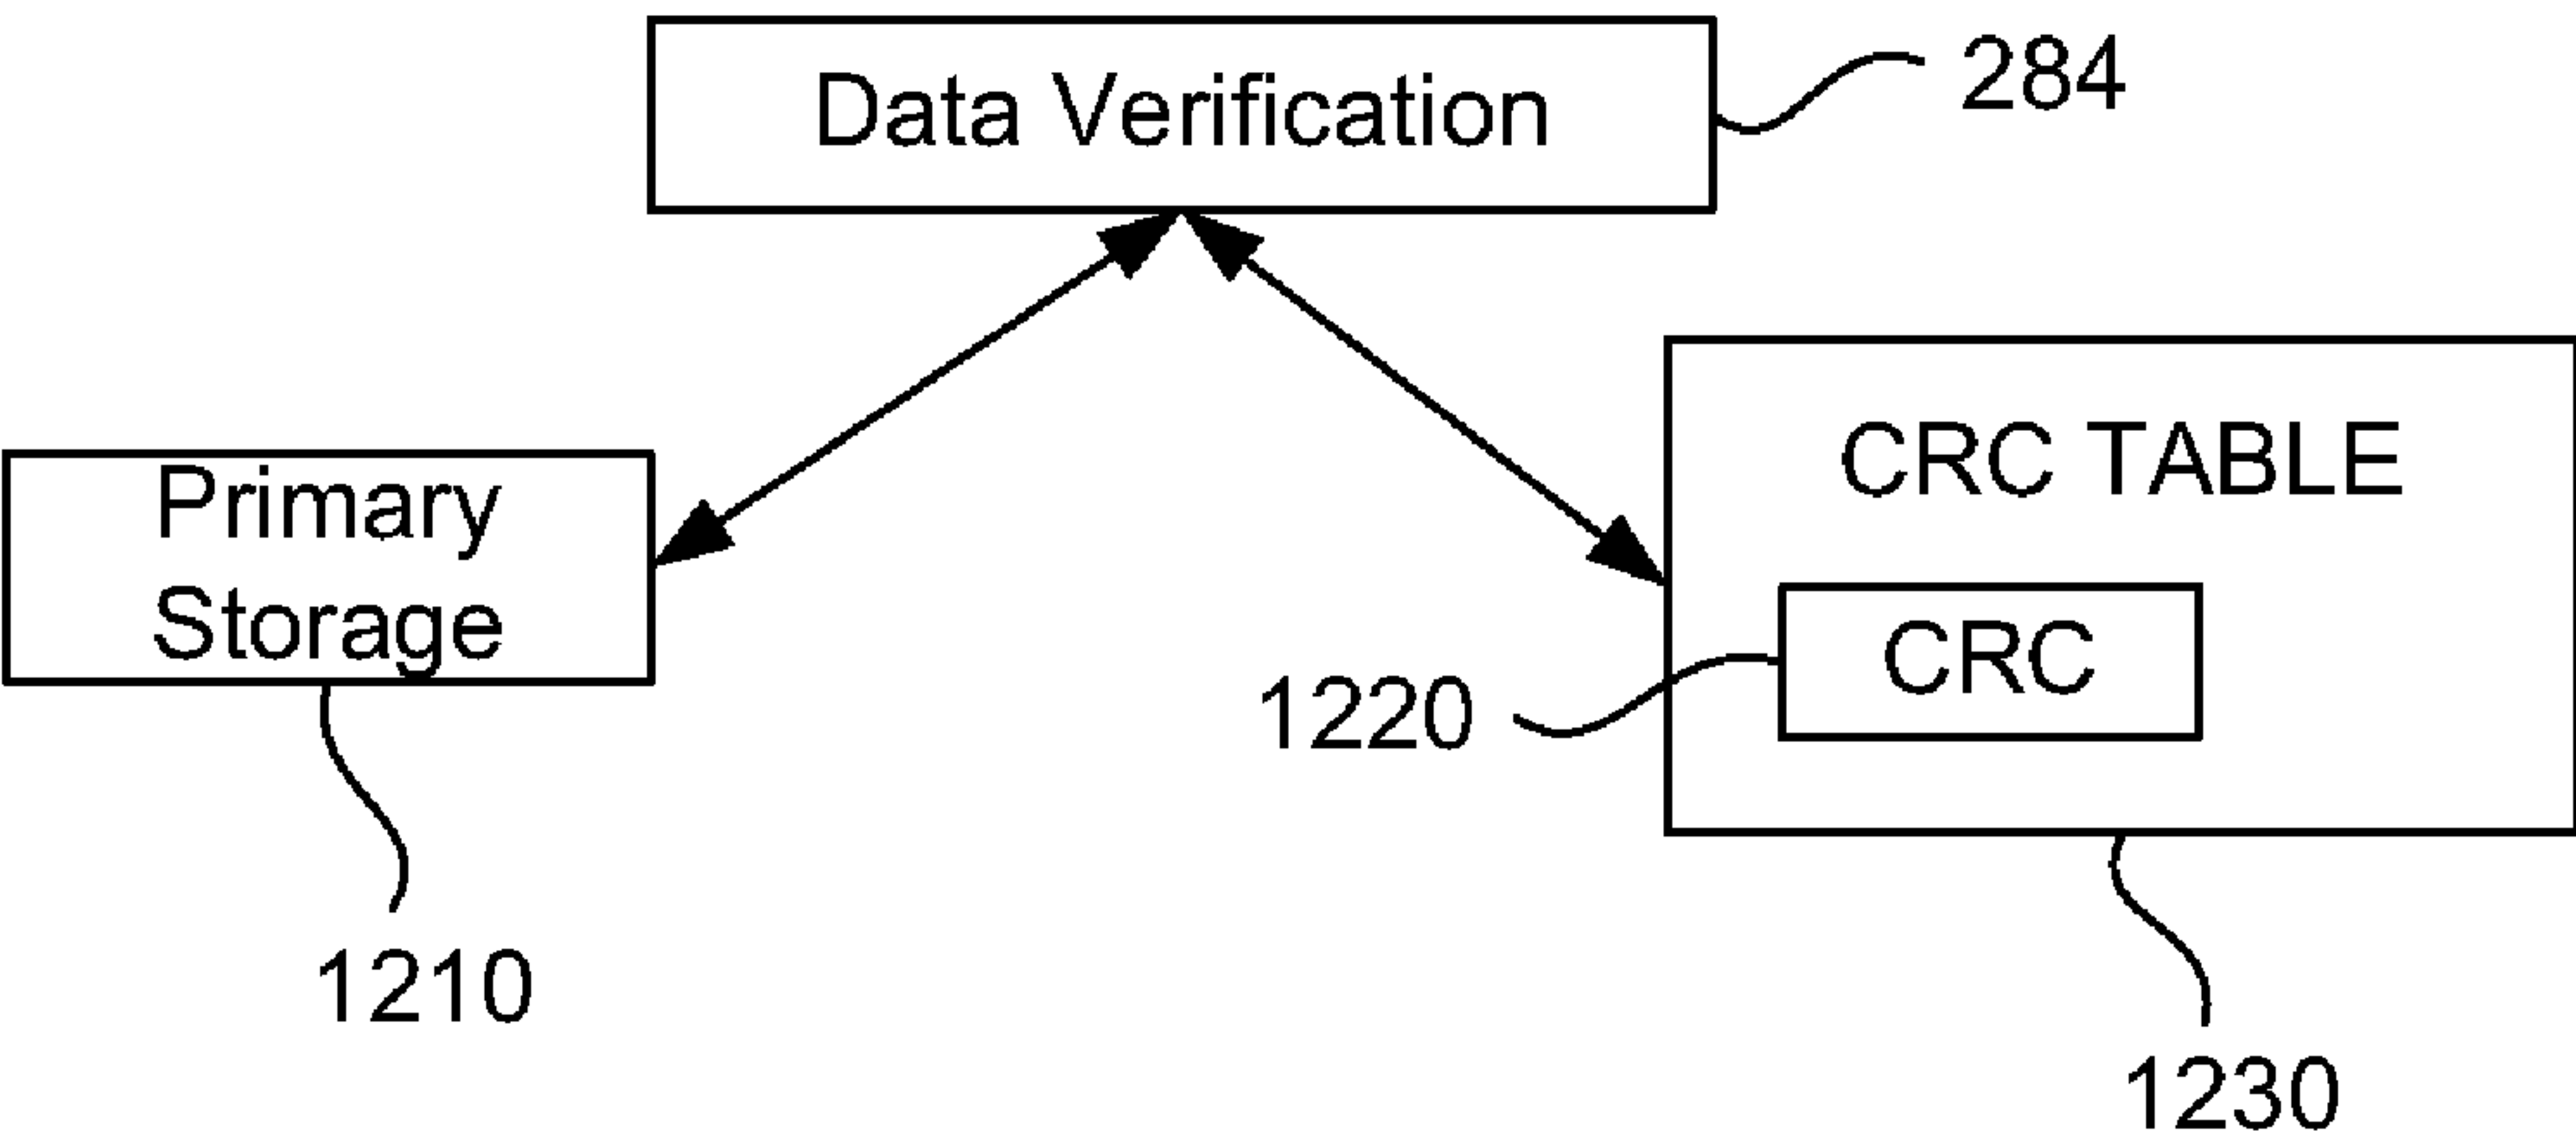 Data Verification
284
CRC TABLE
Primary
Storage
CRC
1220
1210
1230